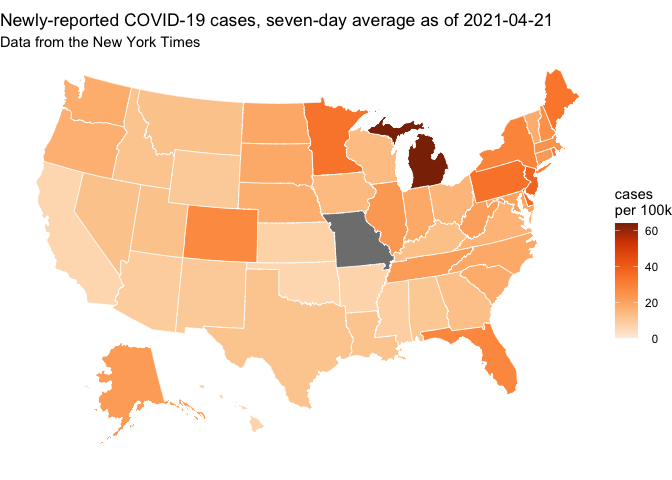 Newly-reported COVID-19 cases, seven-day average as of 2021-04-21
Data from the New York Times
cases
per 100k
60
40
20
0